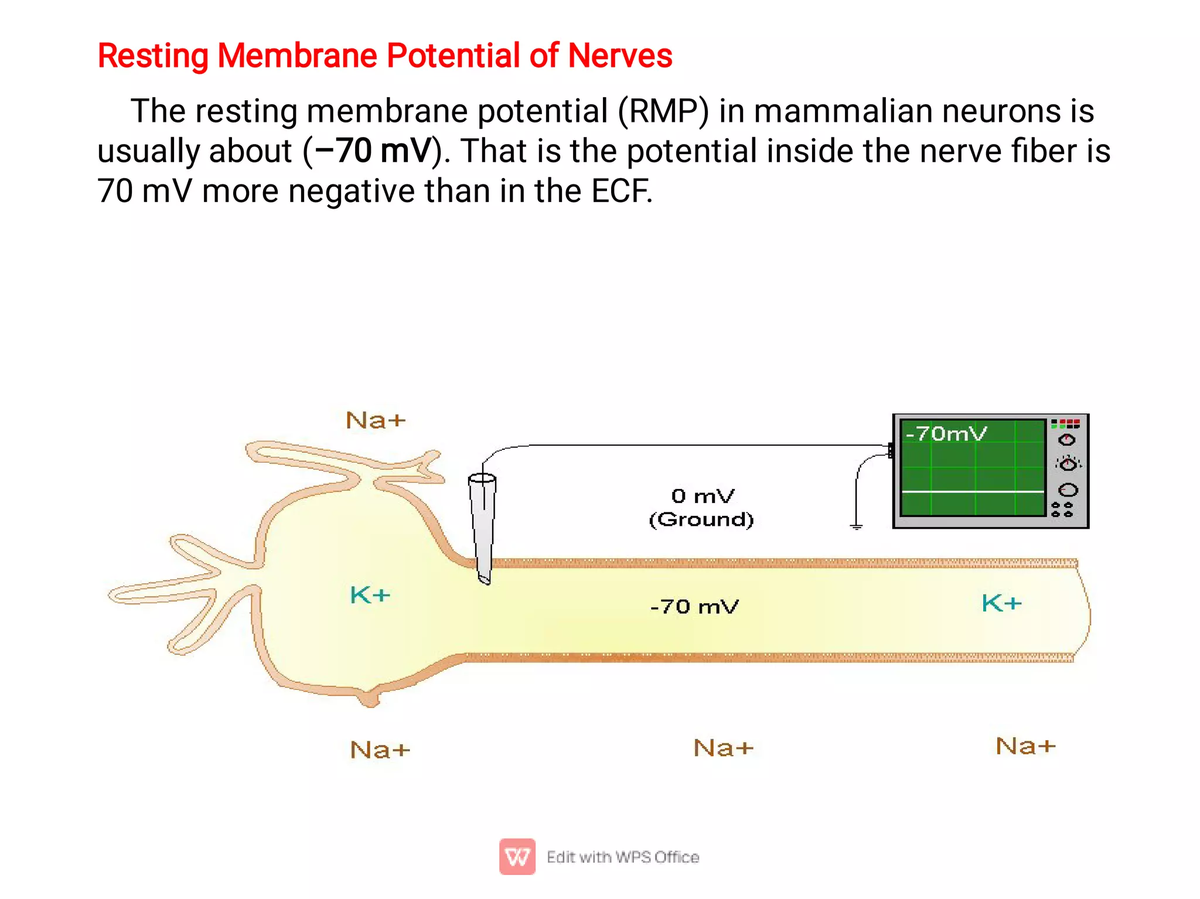 Resting Membrane Potential of Nerves
The resting membrane potential (RMP) in mammalian neurons is
usually about (–70 mV). That is the potential inside the nerve fiber is
70 mV more negative than in the ECF.
Na+
-70mV
0 mV
(Ground)
K+
-70 mV
K+
Na+
Na+
Na+
Edit with WPS Office